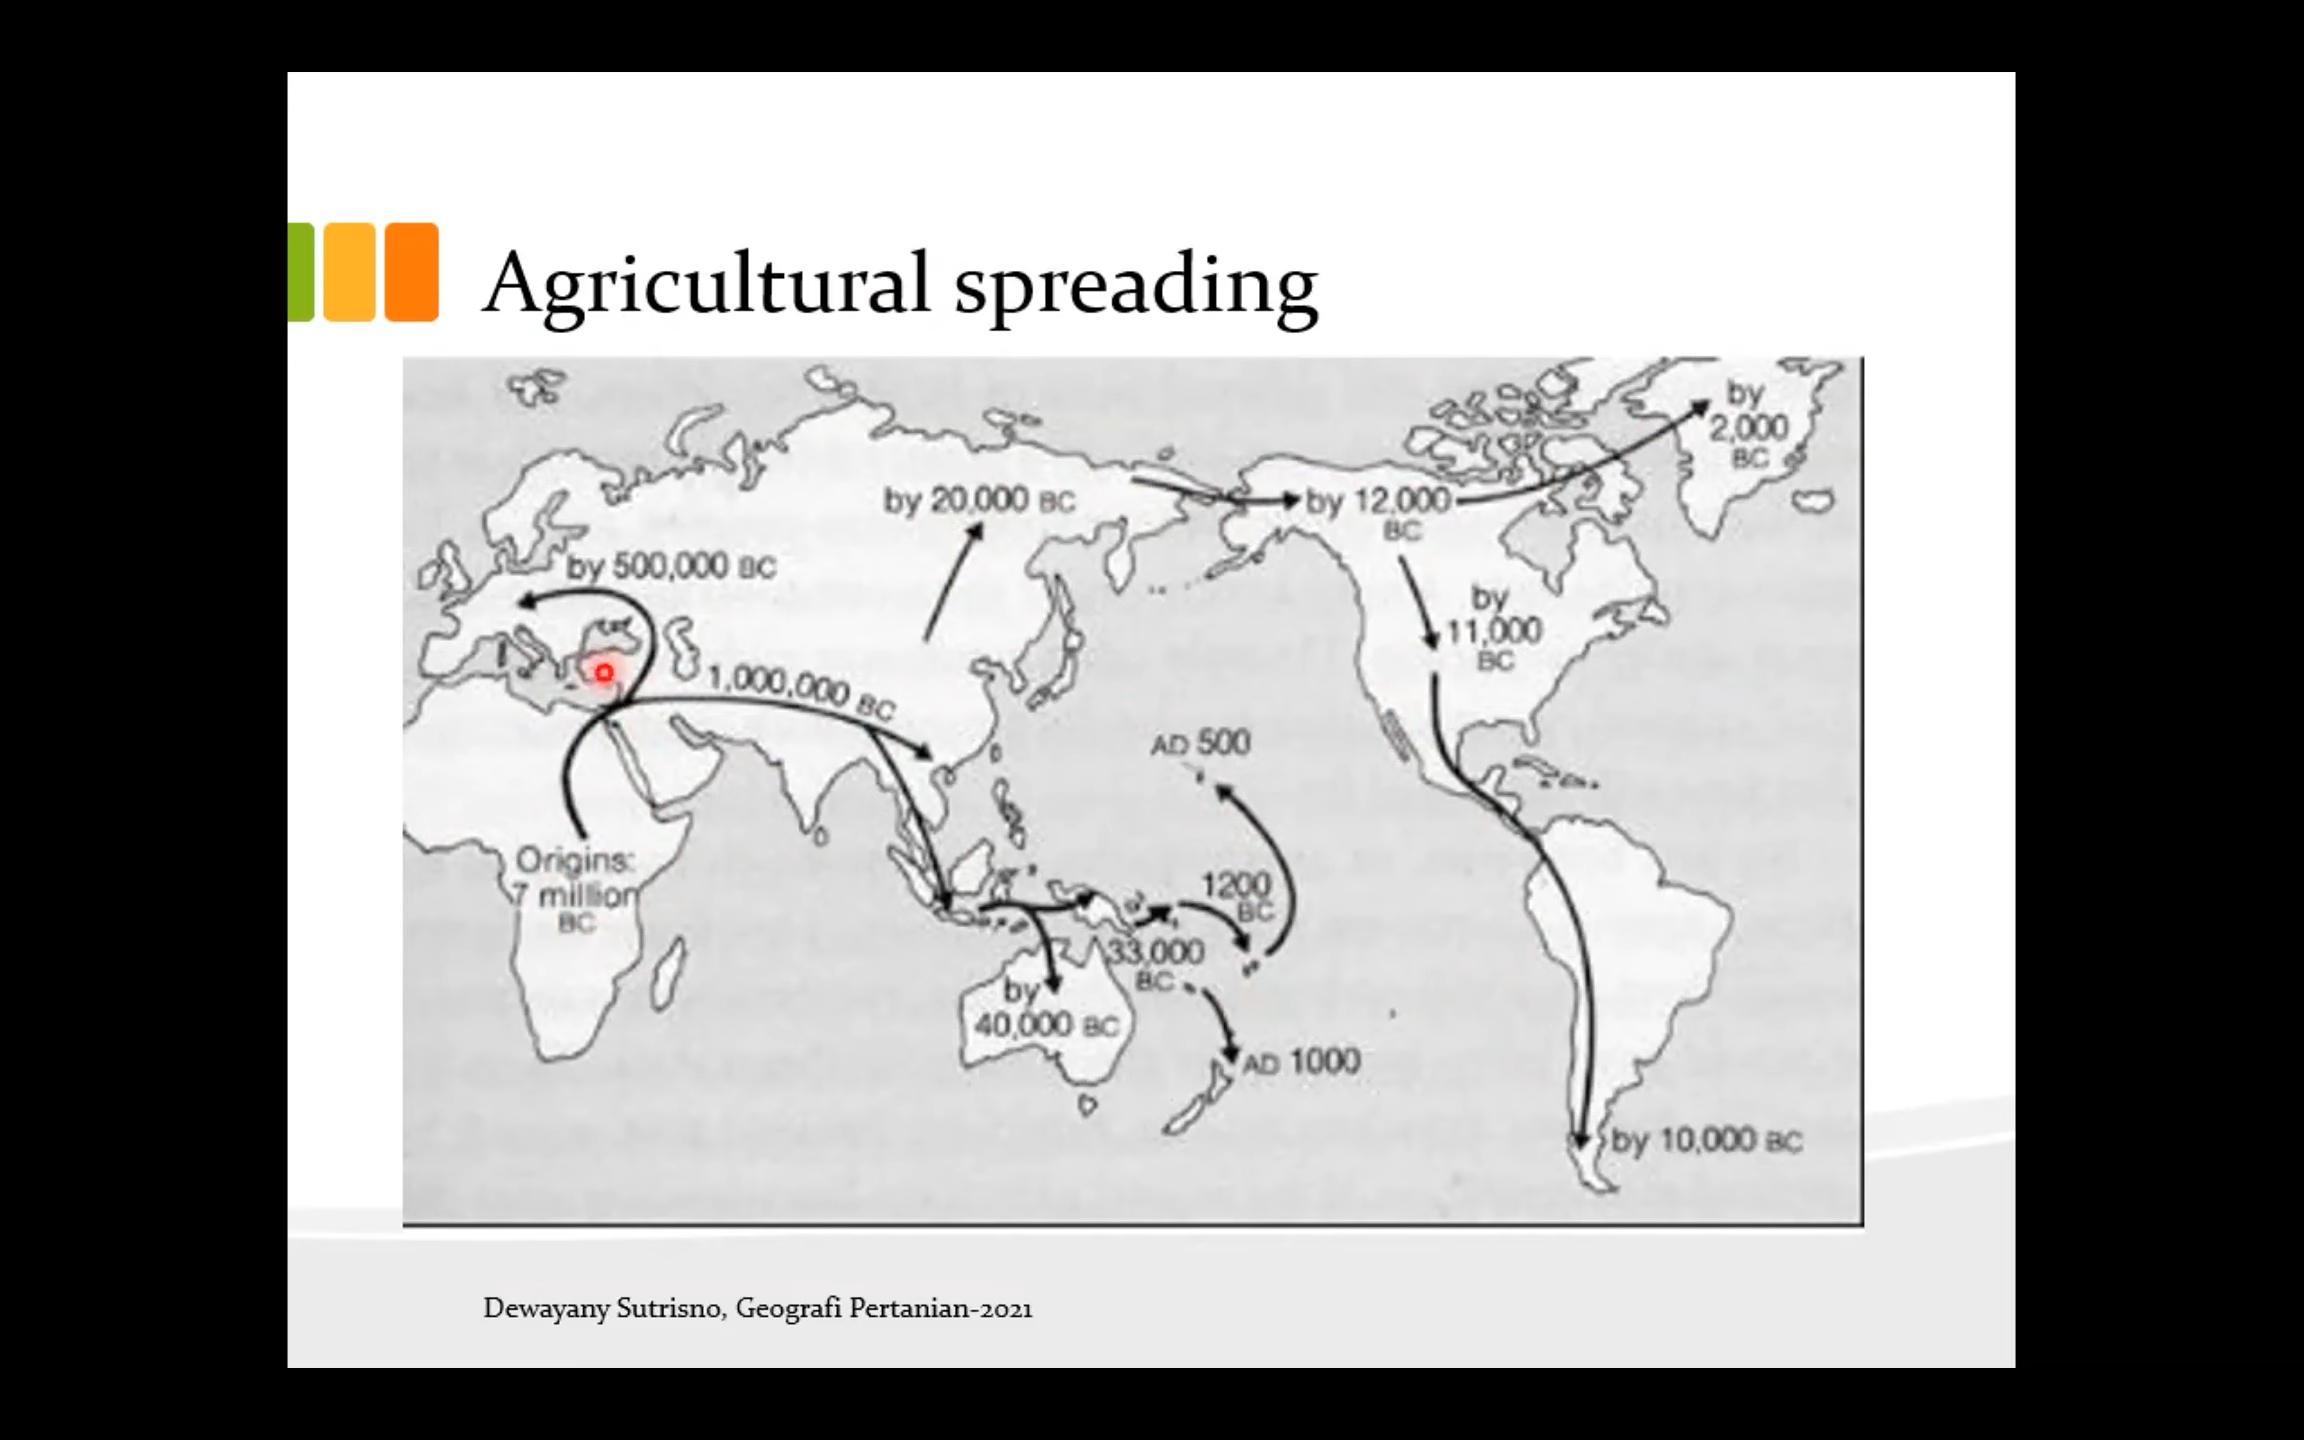 Agricultural spreading
by
2,000
BC
by 20,000 BC
by 12,000
BC
by 500,000 BC
by
11,000
BC
1,000,000 BC
AD 500
Origins:
7 million
BC
1200
BC
33,000
BC
by
40,000 BC
AD 1000
by 10,000 BC
Dewayany Sutrisno, Geografi Pertanian-2021